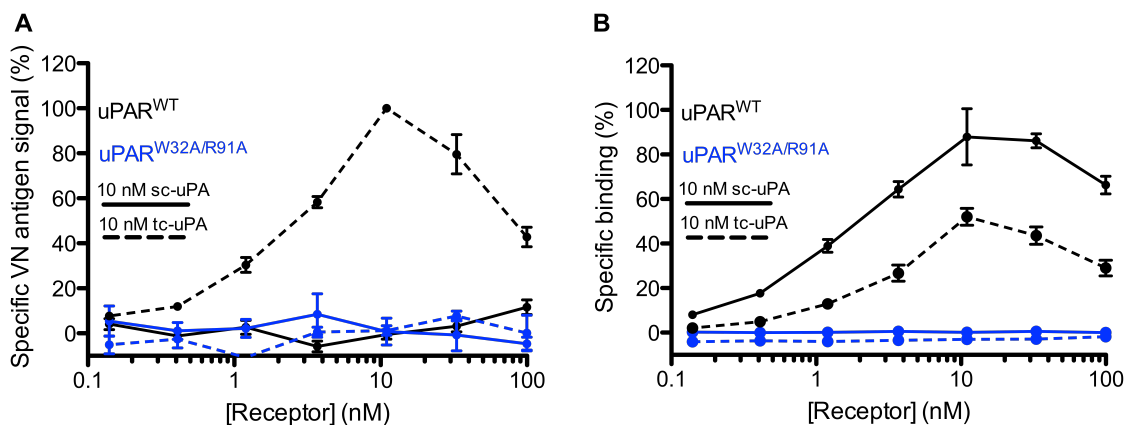 A
Specific VN antigen signal (%)
120
100
80
60
40
20
0
uPAR^WT
uPAR^W32A/R91A
10 nM sc-uPA
10 nM tc-uPA
0.1 1 10 100
[Receptor] (nM)
B
Specific binding (%)
120
100
80
60
40
20
0
uPAR^WT
uPAR^W32A/R91A
10 nM sc-uPA
10 nM tc-uPA
0.1 1 10 100
[Receptor] (nM)